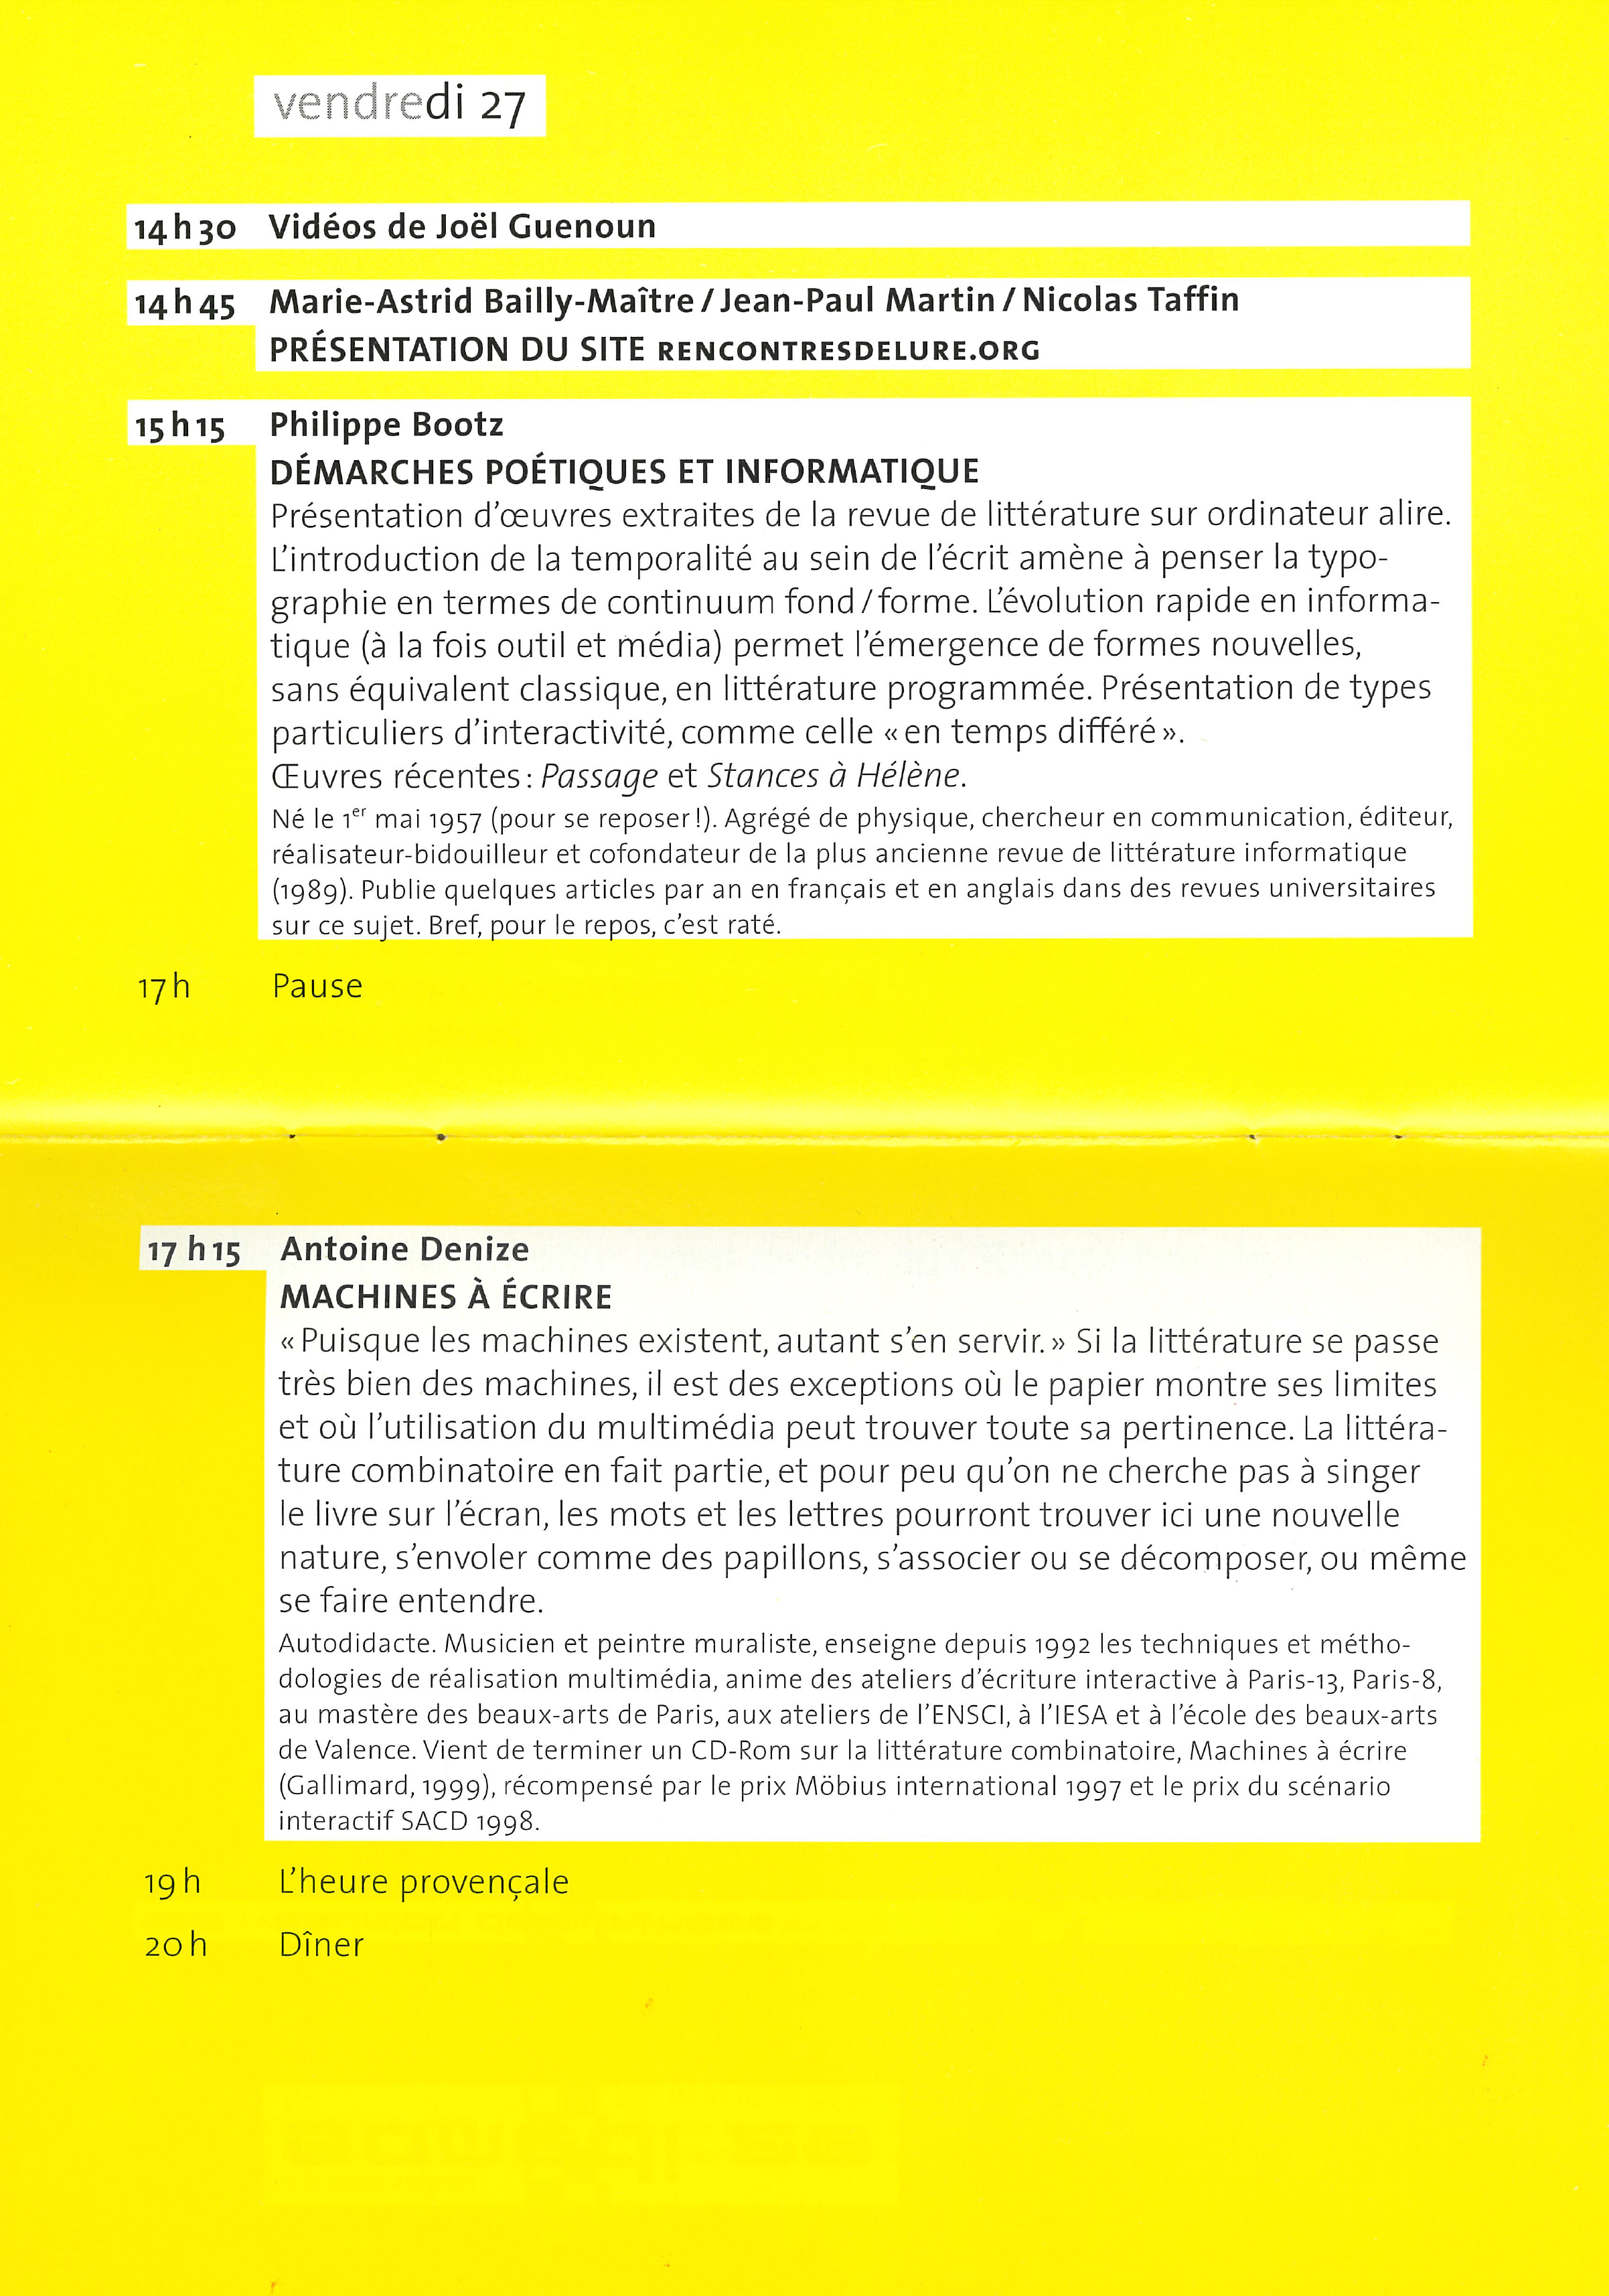 vendredi 27
14 h 30 Vidéos de Joël Guenoun
14 h 45 Marie-Astrid Bailly-Maître / Jean-Paul Martin / Nicolas Taffin
PRÉSENTATION DU SITE RENCONTRESDELURE.ORG
15 h 15 Philippe Bootz
DÉMARCHES POÉTIQUES ET INFORMATIQUE
Présentation d’œuvres extraites de la revue de littérature sur ordinateur alire.
L’introduction de la temporalité au sein de l’écrit amène à penser la typo-
graphie en termes de continuum fond / forme. L’évolution rapide en informa-
tique (à la fois outil et média) permet l’émergence de formes nouvelles,
sans équivalent classique, en littérature programmée. Présentation de types
particuliers d’interactivité, comme celle « en temps différé ».
Œuvres récentes : Passage et Stances à Hélène.
Né le 1er mai 1957 (pour se reposer !). Agrégé de physique, chercheur en communication, éditeur,
réalisateur-bidouilleur et cofondateur de la plus ancienne revue de littérature informatique
(1989). Publie quelques articles par an en français et en anglais dans des revues universitaires
sur ce sujet. Bref, pour le repos, c’est raté.
17 h Pause
17 h 15 Antoine Denize
MACHINES À ÉCRIRE
« Puisque les machines existent, autant s’en servir. » Si la littérature se passe
très bien des machines, il est des exceptions où le papier montre ses limites
et où l’utilisation du multimédia peut trouver toute sa pertinence. La littéra-
ture combinatoire en fait partie, et pour peu qu’on ne cherche pas à singer
le livre sur l’écran, les mots et les lettres pourront trouver ici une nouvelle
nature, s’envoler comme des papillons, s’associer ou se décomposer, ou même
se faire entendre.
Autodidacte. Musicien et peintre muraliste, enseigne depuis 1992 les techniques et métho-
dologies de réalisation multimédia, anime des ateliers d’écriture interactive à Paris-13, Paris-8,
au mastère des beaux-arts de Paris, aux ateliers de l’ENSCI, à l’IESA et à l’école des beaux-arts
de Valence. Vient de terminer un CD-Rom sur la littérature combinatoire, Machines à écrire
(Gallimard, 1999), récompensé par le prix Möbius international 1997 et le prix du scénario
interactif SACD 1998.
19 h L’heure provençale
20 h Dîner